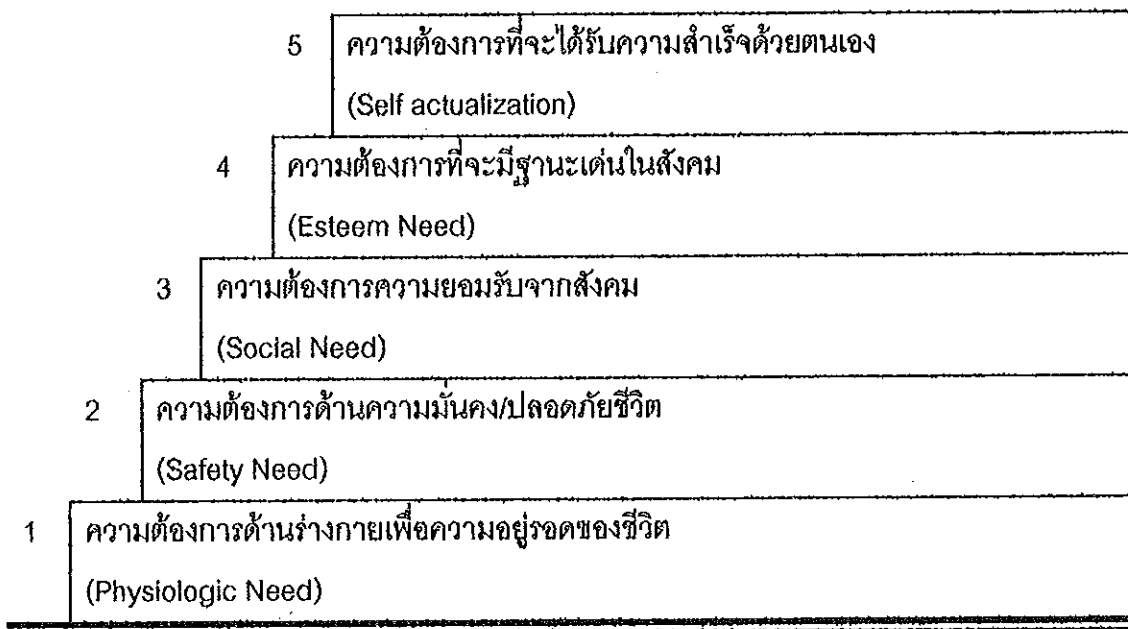 5 ความต้องการที่จะได้รับความสำเร็จด้วยตนเอง
(Self actualization)
4 ความต้องการที่จะมีฐานะเด่นในสังคม
(Esteem Need)
3 ความต้องการความยอมรับจากสังคม
(Social Need)
2 ความต้องการด้านความมั่นคง/ปลอดภัยชีวิต
(Safety Need)
1 ความต้องการด้านร่างกายเพื่อความอยู่รอดของชีวิต
(Physiologic Need)